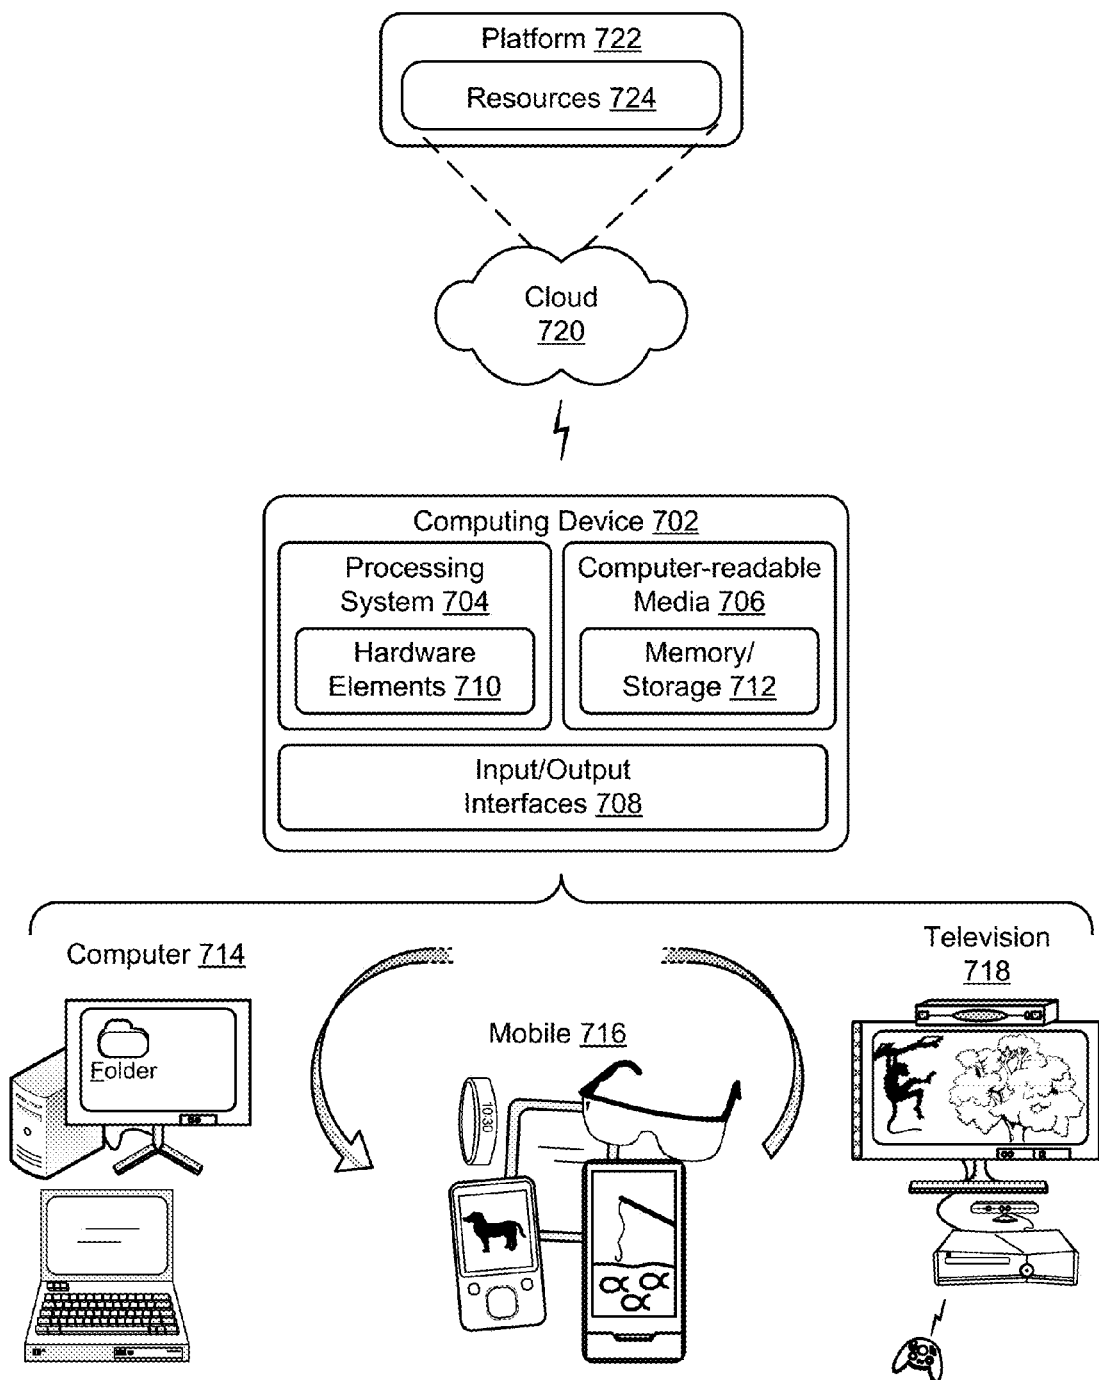 Platform 722
Resources 724
Cloud
720
Computing Device 702
Processing
System 704
Computer-readable
Media 706
Hardware
Elements 710
Memory/
Storage 712
Input/Output
Interfaces 708
Computer 714
Mobile 716
Television
718
Folder
10:30